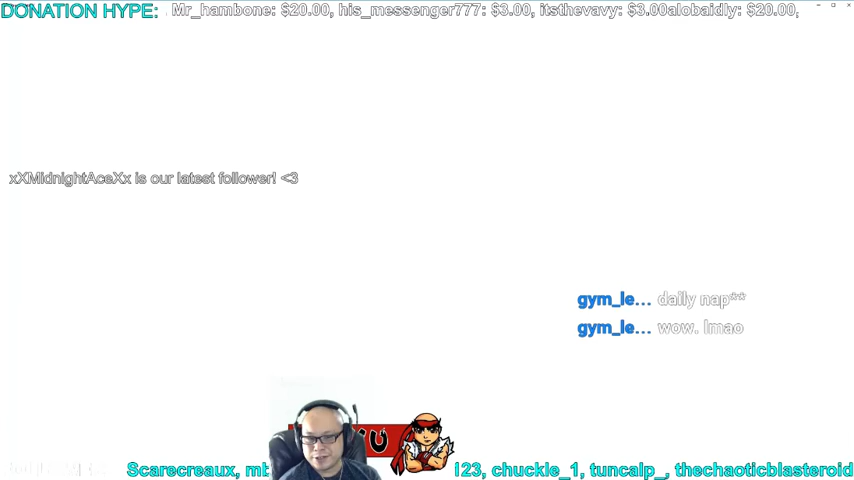 DONATION HYPE: Mr_hambone: $20.00, his_messenger777: $3.00, itsthevavy: $3.00alobaidly: $20.00,
xXMidnightAceXx is our latest follower! <3
gym_le... daily nap**
gym_le... wow. lmao
Scarecreaux, 123, chuckle_1, tuncalp_, thechaoticblasteroid